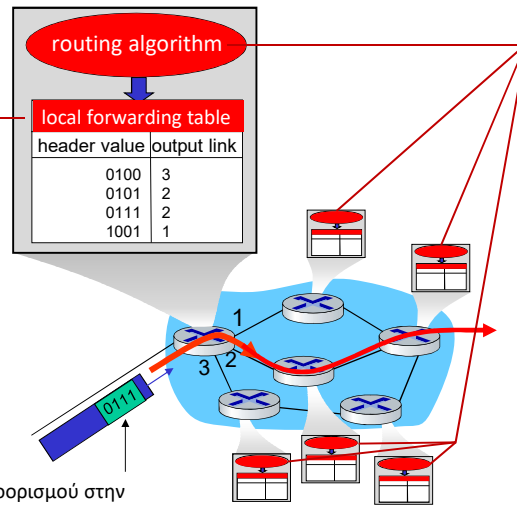 routing algorithm
local forwarding table
header value output link
0100 3
0101 2
0111 2
1001 1
1
2
3
0111
στην